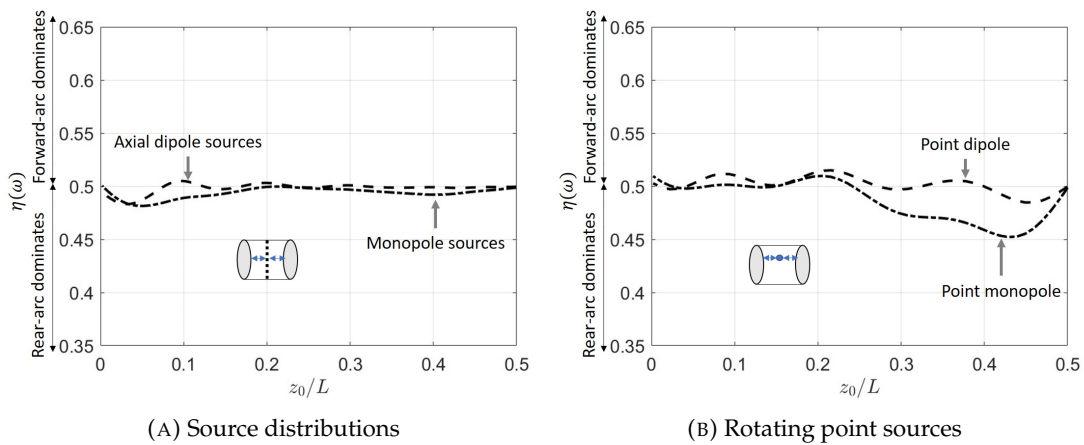 Forward-arc dominates
Rear-arc dominates
η(ω)
0.65
0.6
0.55
0.5
0.45
0.4
0.35
Axial dipole sources
Monopole sources
0 0.1 0.2 0.3 0.4 0.5
z₀/L
(A) Source distributions
Forward-arc dominates
Rear-arc dominates
η(ω)
0.65
0.6
0.55
0.5
0.45
0.4
0.35
Point dipole
Point monopole
0 0.1 0.2 0.3 0.4 0.5
z₀/L
(B) Rotating point sources